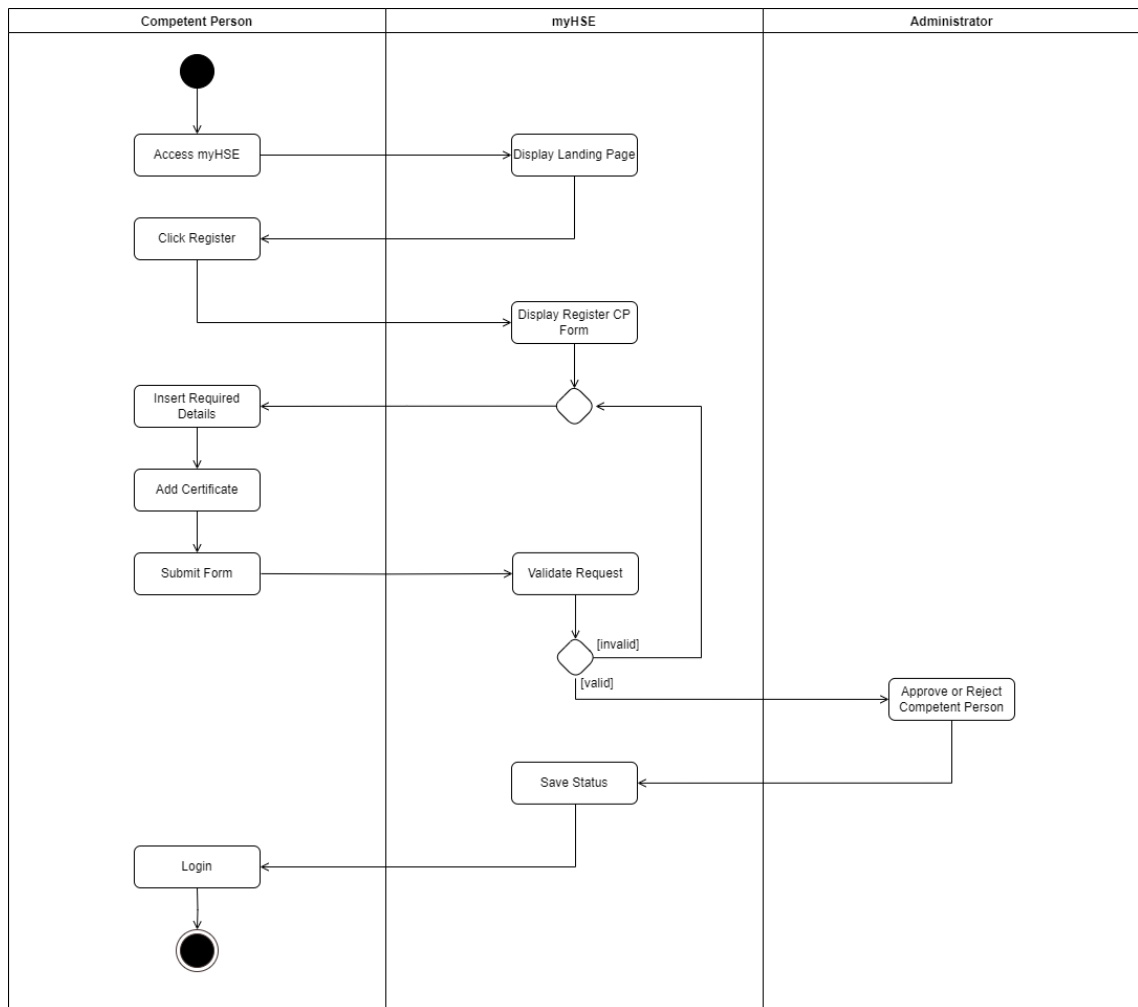 Competent Person
myHSE
Administrator
Access myHSE
Display Landing Page
Click Register
Display Register CP
Form
Insert Required
Details
Add Certificate
Submit Form
Validate Request
[invalid]
[valid]
Approve or Reject
Competent Person
Save Status
Login